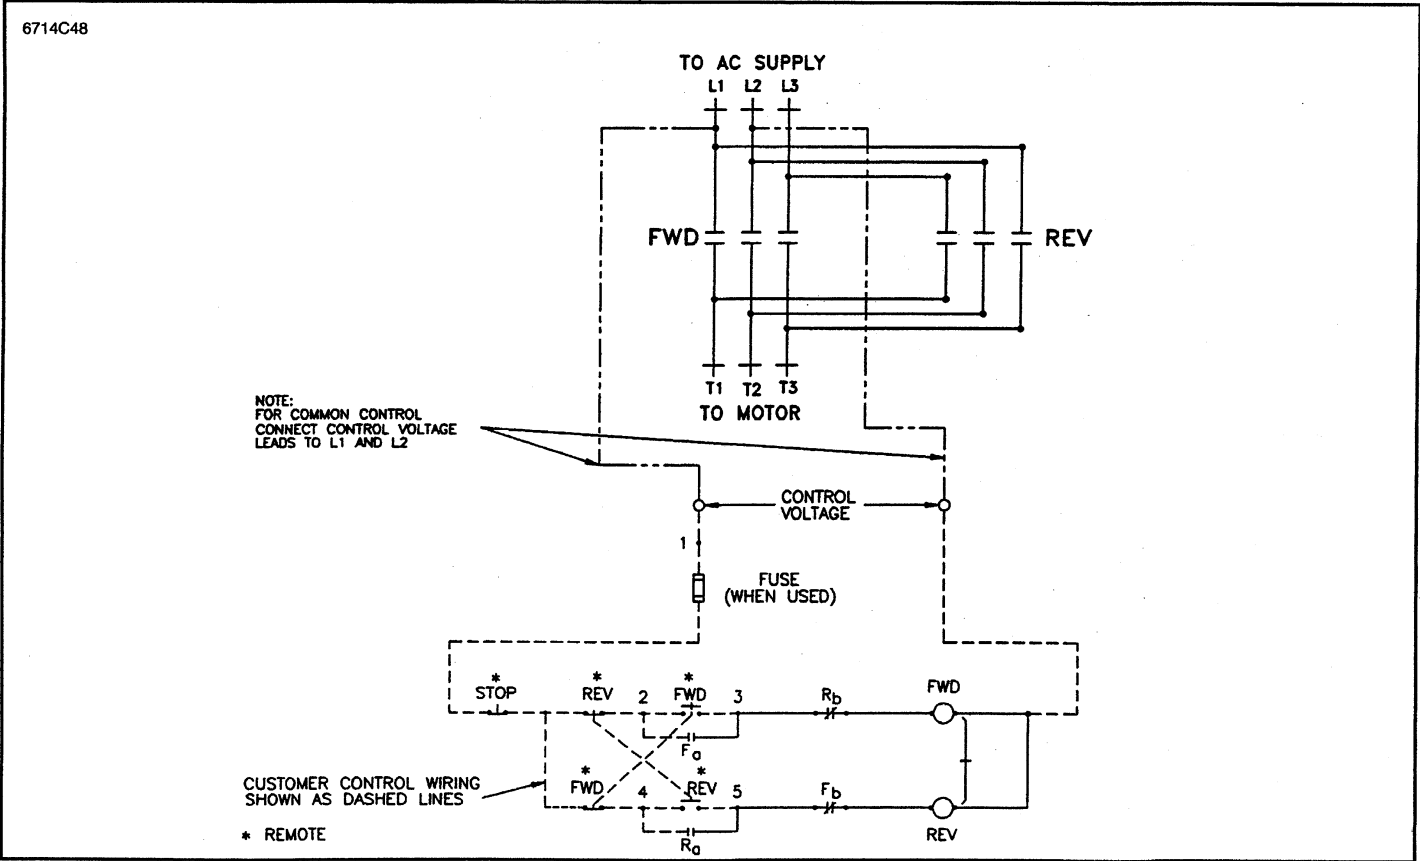 6714C48
TO AC SUPPLY
L1 L2 L3
FWD REV
T1 T2 T3
TO MOTOR
NOTE:
FOR COMMON CONTROL
CONNECT CONTROL VOLTAGE
LEADS TO L1 AND L2
CONTROL
VOLTAGE
1
FUSE
(WHEN USED)
* * *
STOP REV 2 FWD 3 Rb FWD
Fa
* *
FWD 4 REV 5 Fb
CUSTOMER CONTROL WIRING
SHOWN AS DASHED LINES
* REMOTE
REV
Ra